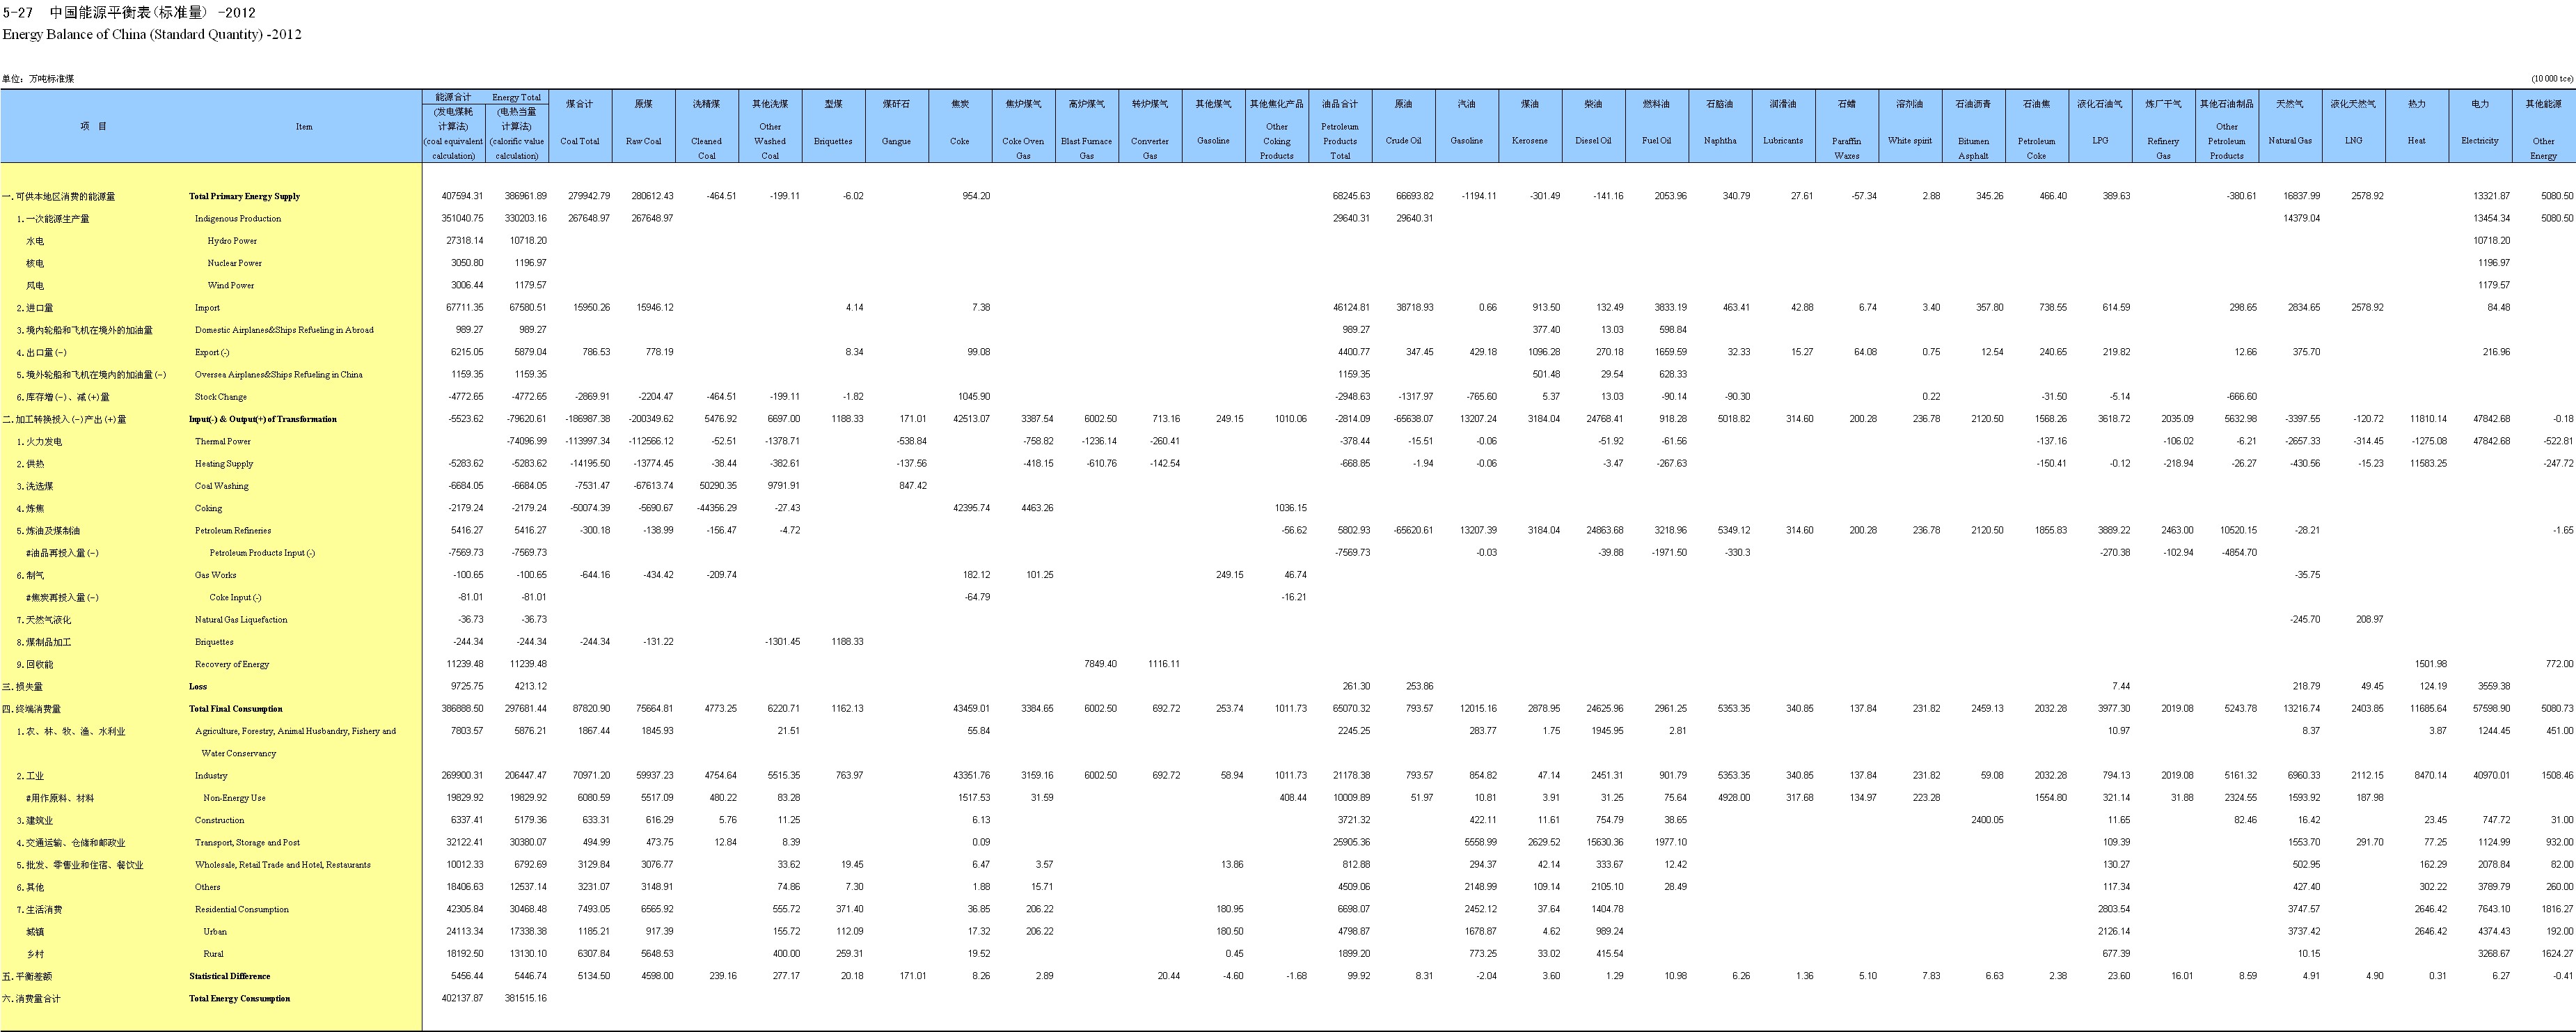 5-27 中国能源平衡表(标准量) -2012
Energy Balance of China (Standard Quantity) -2012
单位：万吨标准煤 (10 000 tce)
能源合计 Energy Total 煤合计 原煤 洗精煤 其他洗煤 型煤 煤矸石 焦炭 焦炉煤气 高炉煤气 转炉煤气 其他煤气 其他焦化产品 油品合计 原油 汽油 煤油 柴油 燃料油 石脑油 润滑油 石蜡 溶剂油 石油沥青 石油焦 液化石油气 炼厂干气 其他石油制品 天然气 液化天然气 热力 电力 其他能源
(发电煤耗 (电热当量
项 目 Item 计算法) 计算法) Other Other Petroleum Other
(coal equivalent (calorific value Coal Total Raw Coal Cleaned Washed Briquettes Gangue Coke Coke Oven Blast Furnace Converter Gasoline Coking Products Crude Oil Gasoline Kerosene Diesel Oil Fuel Oil Naphtha Lubricants Paraffin White spirit Bitumen Petroleum LPG Refinery Petroleum Natural Gas LNG Heat Electricity Other
calculation) calculation) Coal Coal Gas Gas Gas Products Total Waxes Asphalt Coke Gas Products Energy
一.可供本地区消费的能源量 Total Primary Energy Supply 407594.31 386961.89 279942.79 280612.43 -464.51 -199.11 -6.02 954.20 68245.63 66693.82 -1194.11 -301.49 -141.16 2053.96 340.79 27.61 -57.34 2.88 345.26 466.40 389.63 -380.61 16837.99 2578.92 13321.87 5080.50
1.一次能源生产量 Indigenous Production 351040.75 330203.16 267648.97 267648.97 29640.31 29640.31 14379.04 13454.34 5080.50
水电 Hydro Power 27318.14 10718.20 10718.20
核电 Nuclear Power 3050.80 1196.97 1196.97
风电 Wind Power 3006.44 1179.57 1179.57
2.进口量 Import 67711.35 67580.51 15950.26 15946.12 4.14 7.38 46124.81 38718.93 0.66 913.50 132.49 3833.19 463.41 42.88 6.74 3.40 357.80 738.55 614.59 298.65 2834.65 2578.92 84.48
3.境内轮船和飞机在境外的加油量 Domestic Airplanes&Ships Refueling in Abroad 989.27 989.27 989.27 377.40 13.03 598.84
4.出口量(-) Export (-) 6215.05 5879.04 786.53 778.19 8.34 99.08 4400.77 347.45 429.18 1096.28 270.18 1659.59 32.33 15.27 64.08 0.75 12.54 240.65 219.82 12.66 375.70 216.96
5.境外轮船和飞机在境内的加油量(-) Oversea Airplanes&Ships Refueling in China 1159.35 1159.35 1159.35 501.48 29.54 628.33
6.库存增(-)、减(+)量 Stock Change -4772.65 -4772.65 -2869.91 -2204.47 -464.51 -199.11 -1.82 1045.90 -2948.63 -1317.97 -765.60 5.37 13.03 -90.14 -90.30 0.22 -31.50 -5.14 -666.60
二.加工转换投入(-)产出(+)量 Input(-) & Output(+) of Transformation -5523.62 -79620.61 -186987.38 -200349.62 5476.92 6697.00 1188.33 171.01 42513.07 3387.54 6002.50 713.16 249.15 1010.06 -2814.09 -65638.07 13207.24 3184.04 24768.41 918.28 5018.82 314.60 200.28 236.78 2120.50 1568.26 3618.72 2035.09 5632.98 -3397.55 -120.72 11810.14 47842.68 -0.18
1.火力发电 Thermal Power -74096.99 -113997.34 -112566.12 -52.51 -1378.71 -538.84 -758.82 -1236.14 -260.41 -378.44 -15.51 -0.06 -51.92 -61.56 -137.16 -106.02 -6.21 -2657.33 -314.45 -1275.08 47842.68 -522.81
2.供热 Heating Supply -5283.62 -5283.62 -14195.50 -13774.45 -38.44 -382.61 -137.56 -418.15 -610.76 -142.54 -668.85 -1.94 -0.06 -3.47 -267.63 -150.41 -0.12 -218.94 -26.27 -430.56 -15.23 11583.25 -247.72
3.洗选煤 Coal Washing -6684.05 -6684.05 -7531.47 -67613.74 50290.35 9791.91 847.42
4.炼焦 Coking -2179.24 -2179.24 -50074.39 -5690.67 -44356.29 -27.43 42395.74 4463.26 1036.15
5.炼油及煤制油 Petroleum Refineries 5416.27 5416.27 -300.18 -138.99 -156.47 -4.72 -56.62 5802.93 -65620.61 13207.39 3184.04 24863.68 3218.96 5349.12 314.60 200.28 236.78 2120.50 1855.83 3889.22 2463.00 10520.15 -28.21 -1.65
#油品再投入量(-) Petroleum Products Input (-) -7569.73 -7569.73 -7569.73 -0.03 -39.88 -1971.50 -330.3 -270.38 -102.94 -4854.70
6.制气 Gas Works -100.65 -100.65 -644.16 -434.42 -209.74 182.12 101.25 249.15 46.74 -35.75
#焦炭再投入量(-) Coke Input (-) -81.01 -81.01 -64.79 -16.21
7.天然气液化 Natural Gas Liquefaction -36.73 -36.73 -245.70 208.97
8.煤制品加工 Briquettes -244.34 -244.34 -244.34 -131.22 -1301.45 1188.33
9.回收能 Recovery of Energy 11239.48 11239.48 7849.40 1116.11 1501.98 772.00
三.损失量 Loss 9725.75 4213.12 261.30 253.86 7.44 218.79 49.45 124.19 3559.38
四.终端消费量 Total Final Consumption 386888.50 297681.44 87820.90 75664.81 4773.25 6220.71 1162.13 43459.01 3384.65 6002.50 692.72 253.74 1011.73 65070.32 793.57 12015.16 2878.95 24625.96 2961.25 5353.35 340.85 137.84 231.82 2459.13 2032.28 3977.30 2019.08 5243.78 13216.74 2403.85 11685.64 57598.90 5080.73
1.农、林、牧、渔、水利业 Agriculture, Forestry, Animal Husbandry, Fishery and 7803.57 5876.21 1867.44 1845.93 21.51 55.84 2245.25 283.77 1.75 1945.95 2.81 10.97 8.37 3.87 1244.45 451.00
Water Conservancy
2.工业 Industry 269900.31 206447.47 70971.20 59937.23 4754.64 5515.35 763.97 43351.76 3159.16 6002.50 692.72 58.94 1011.73 21178.38 793.57 854.82 47.14 2451.31 901.79 5353.35 340.85 137.84 231.82 59.08 2032.28 794.13 2019.08 5161.32 6960.33 2112.15 8470.14 40970.01 1508.46
#用作原料、材料 Non-Energy Use 19829.92 19829.92 6080.59 5517.09 480.22 83.28 1517.53 31.59 408.44 10009.89 51.97 10.81 3.91 31.25 75.64 4928.00 317.68 134.97 223.28 1554.80 321.14 31.88 2324.55 1593.92 187.98
3.建筑业 Construction 6337.41 5179.36 633.31 616.29 5.76 11.25 6.13 3721.32 422.11 11.61 754.79 38.65 2400.05 11.65 82.46 16.42 23.45 747.72 31.00
4.交通运输、仓储和邮政业 Transport, Storage and Post 32122.41 30380.07 494.99 473.75 12.84 8.39 0.09 25905.36 5558.99 2629.52 15630.36 1977.10 109.39 1553.70 291.70 77.25 1124.99 932.00
5.批发、零售业和住宿、餐饮业 Wholesale, Retail Trade and Hotel, Restaurants 10012.33 6792.69 3129.84 3076.77 33.62 19.45 6.47 3.57 13.86 812.88 294.37 42.14 333.67 12.42 130.27 502.95 162.29 2078.84 82.00
6.其他 Others 18406.63 12537.14 3231.07 3148.91 74.86 7.30 1.88 15.71 4509.06 2148.99 109.14 2105.10 28.49 117.34 427.40 302.22 3789.79 260.00
7.生活消费 Residential Consumption 42305.84 30468.48 7493.05 6565.92 555.72 371.40 36.85 206.22 180.95 6698.07 2452.12 37.64 1404.78 2803.54 3747.57 2646.42 7643.10 1816.27
城镇 Urban 24113.34 17338.38 1185.21 917.39 155.72 112.09 17.32 206.22 180.50 4798.87 1678.87 4.62 989.24 2126.14 3737.42 2646.42 4374.43 192.00
乡村 Rural 18192.50 13130.10 6307.84 5648.53 400.00 259.31 19.52 0.45 1899.20 773.25 33.02 415.54 677.39 10.15 3268.67 1624.27
五.平衡差额 Statistical Difference 5456.44 5446.74 5134.50 4598.00 239.16 277.17 20.18 171.01 8.26 2.89 20.44 -4.60 -1.68 99.92 8.31 -2.04 3.60 1.29 10.98 6.26 1.36 5.10 7.83 6.63 2.38 23.60 16.01 8.59 4.91 4.90 0.31 6.27 -0.41
六.消费量合计 Total Energy Consumption 402137.87 381515.16